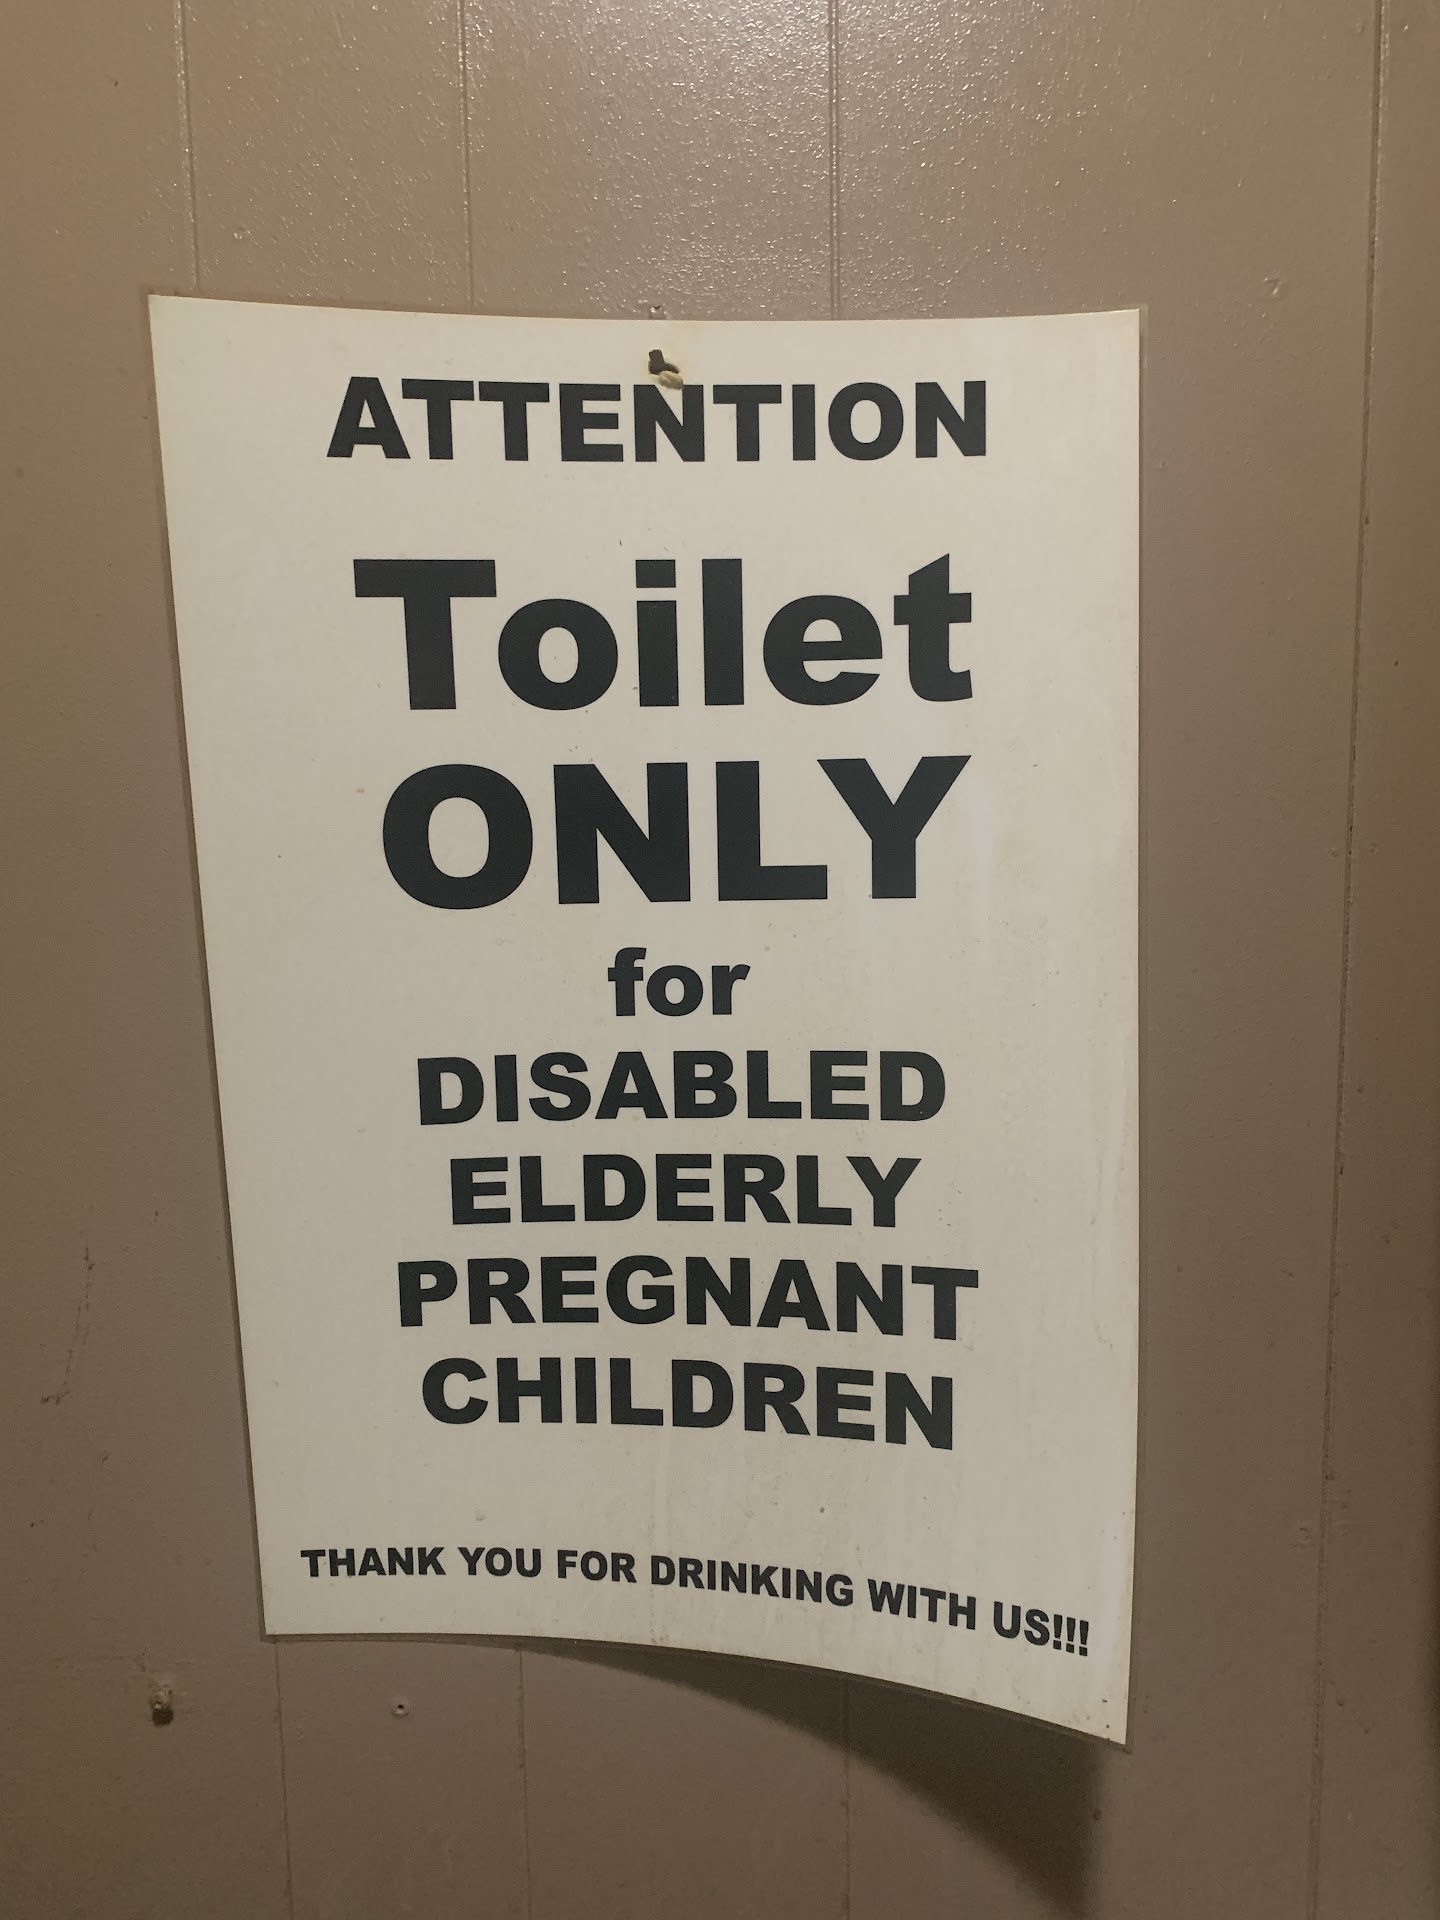 ATTENTION
Toilet
ONLY
for
DISABLED
ELDERLY
PREGNANT
CHILDREN
THANK YOU FOR DRINKING WITH US!!!